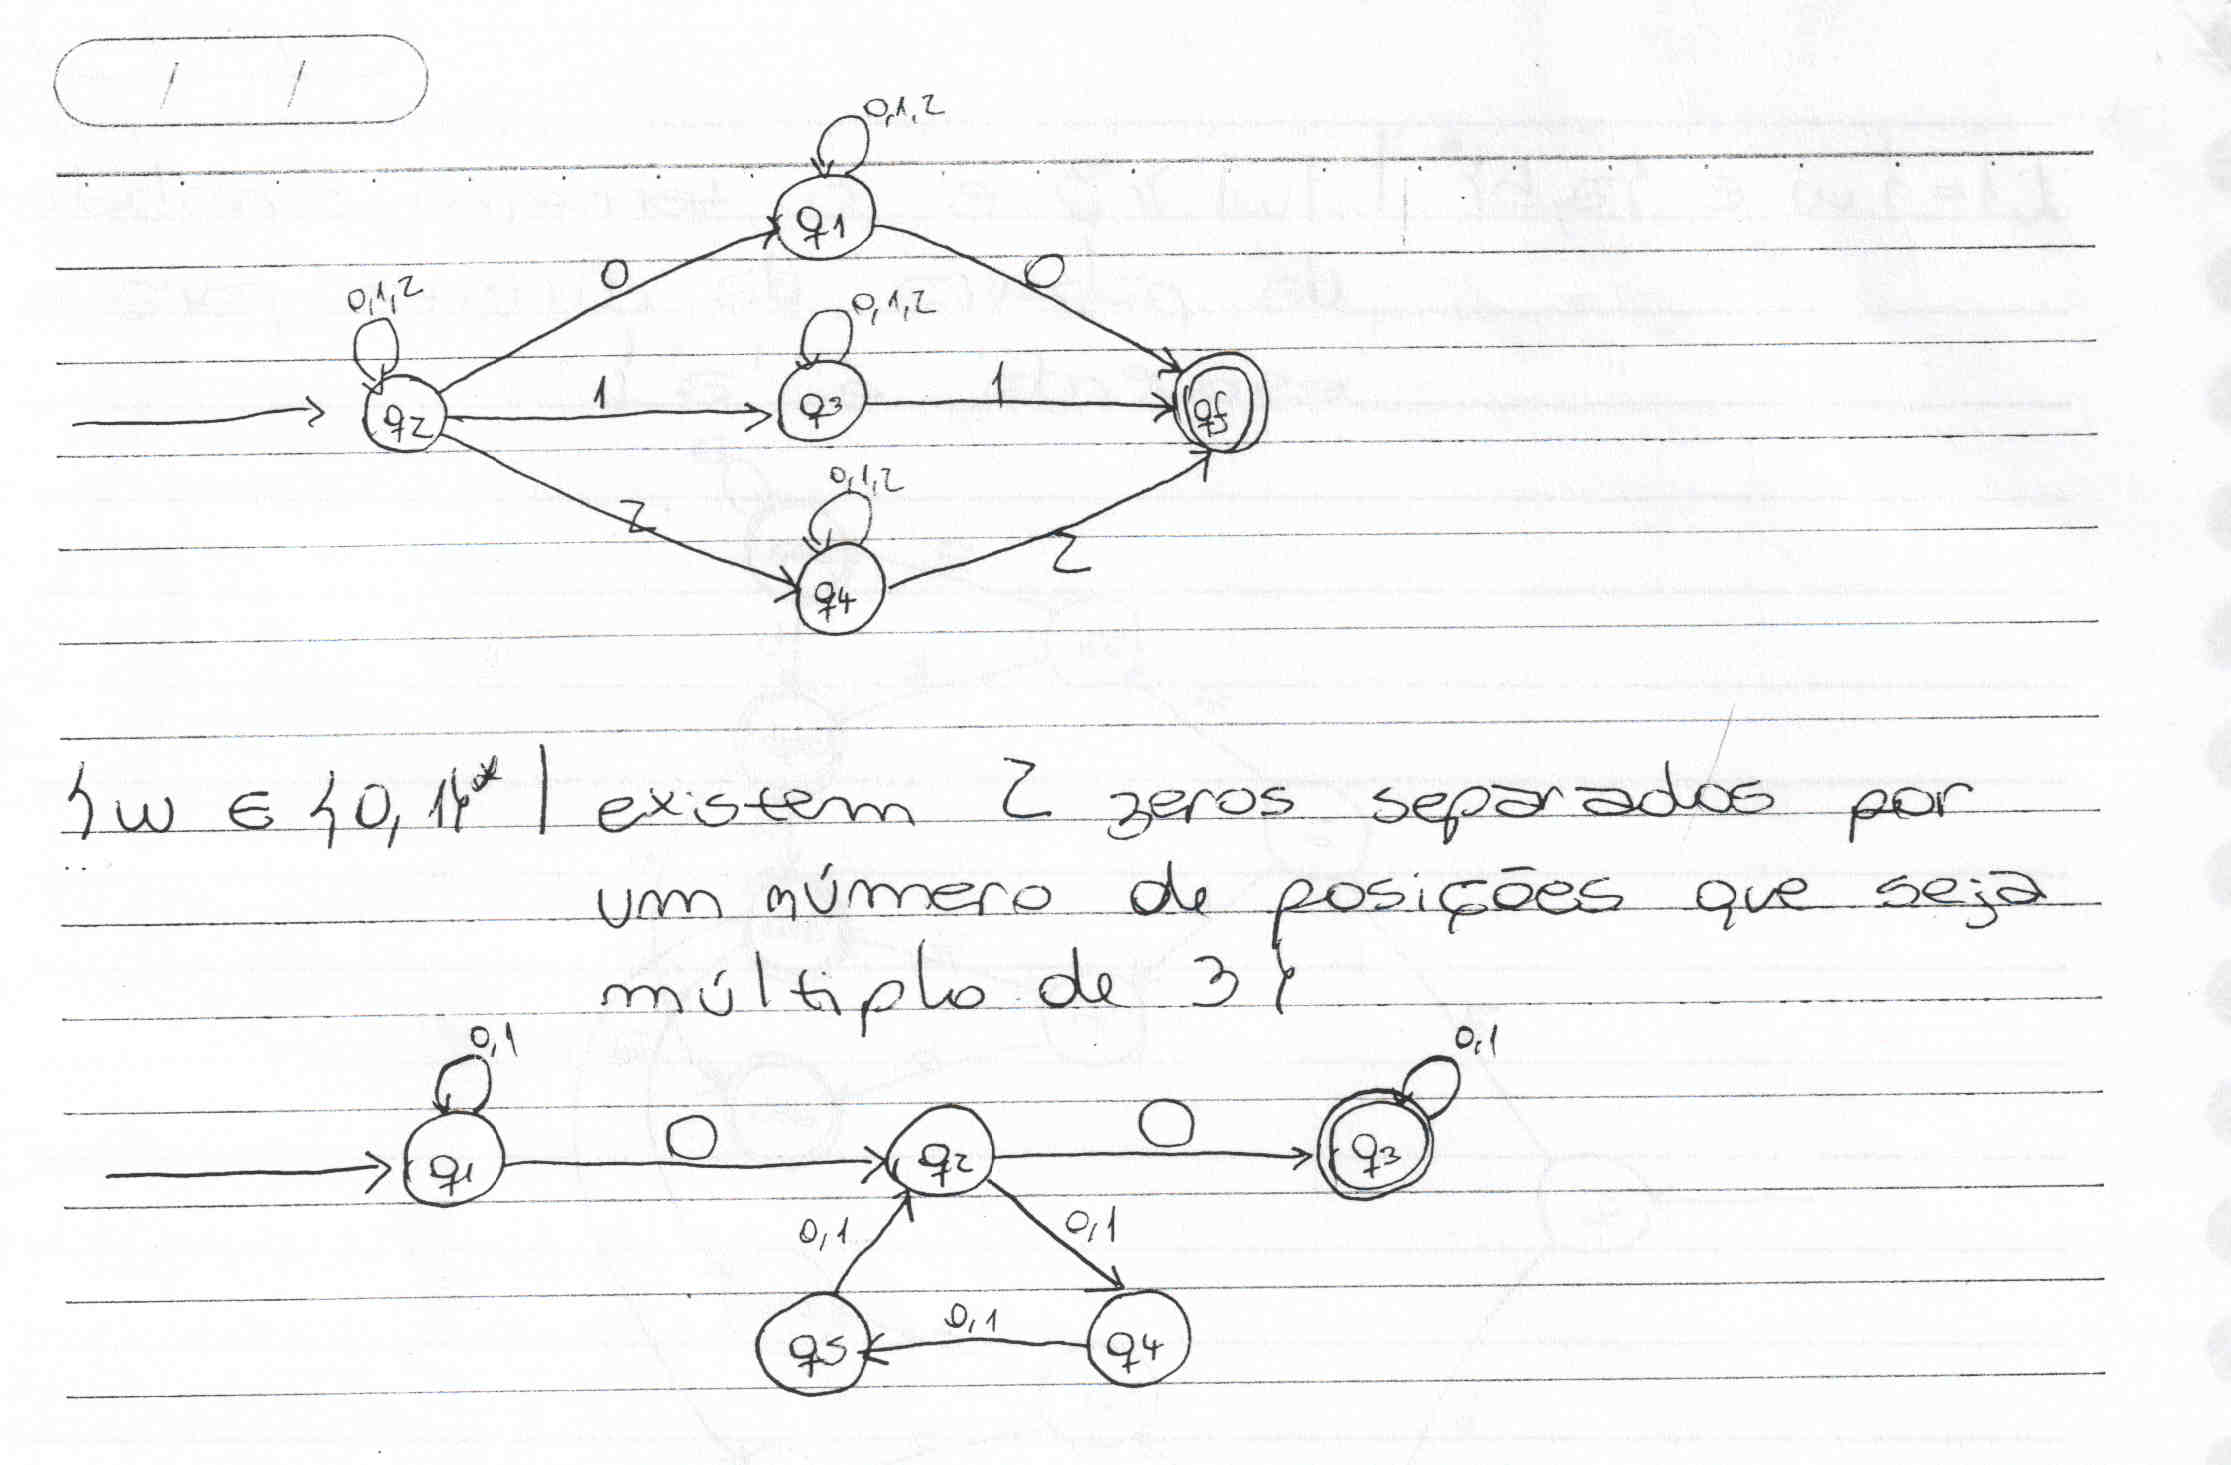 / /
0,1,2
q1
0 0
0,1,2 0,1,2
q2 1 q3 1 qf
0,1,2
2 2
q4
{w ∈ {0,1}* | existem 2 zeros separados por
um número de posições que seja
múltiplo de 3}
0,1 0,1
q1 0 q2 0 q3
0,1 0,1
q5 0,1 q4